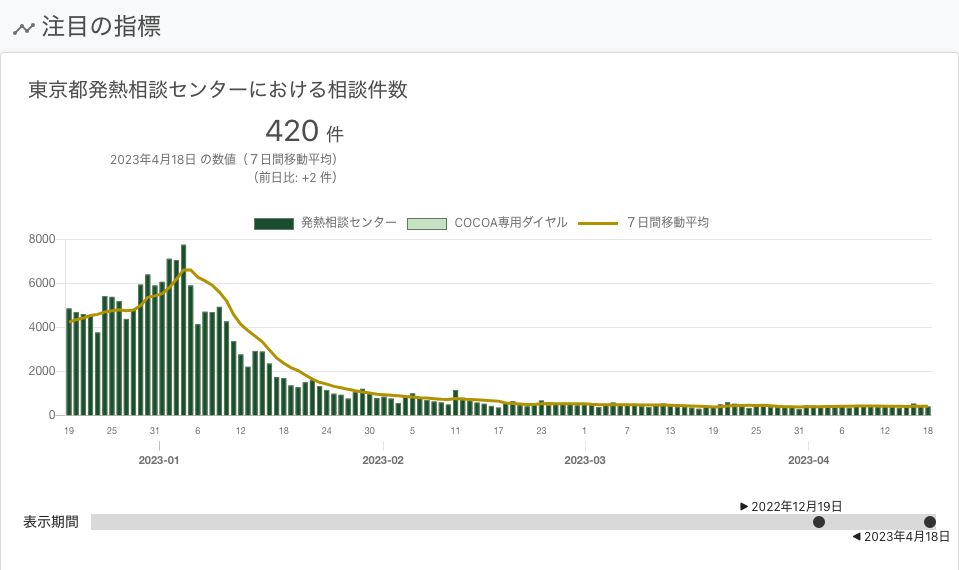 注目の指標
東京都発熱相談センターにおける相談件数
420 件
2023年4月18日 の数値（７日間移動平均）
（前日比: +2 件）
発熱相談センター COCOA専用ダイヤル ７日間移動平均
8000
6000
4000
2000
0
19 25 31 6 12 18 24 30 5 11 17 23 1 7 13 19 25 31 6 12 18
2023-01 2023-02 2023-03 2023-04
▶ 2022年12月19日
表示期間
◀ 2023年4月18日